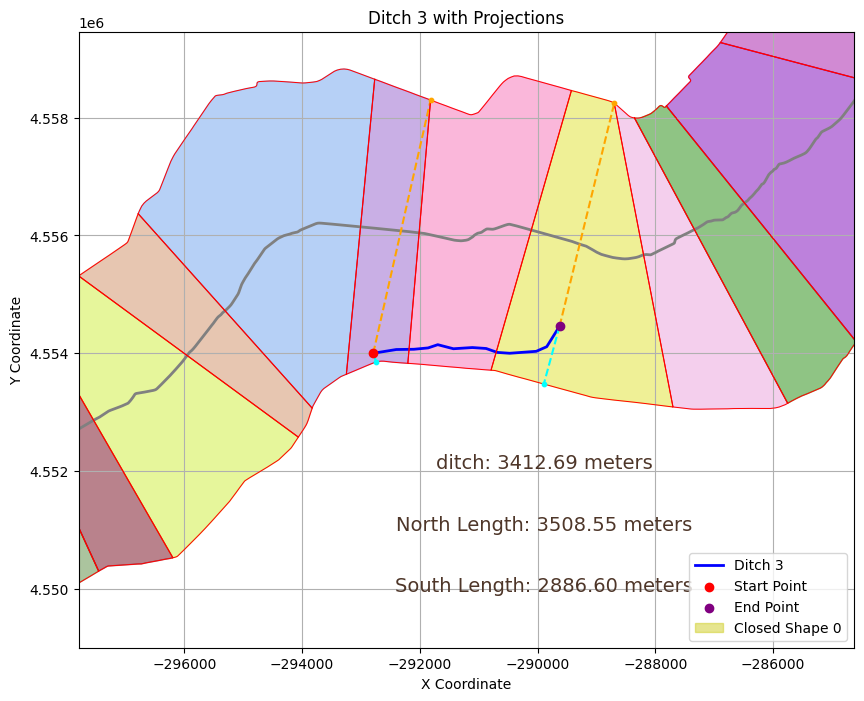 Ditch 3 with Projections
1e6
4.558
4.556
4.554
4.552
4.550
Y Coordinate
ditch: 3412.69 meters
North Length: 3508.55 meters
South Length: 2886.60 meters
Ditch 3
Start Point
End Point
Closed Shape 0
−296000
−294000
−292000
−290000
−288000
−286000
X Coordinate